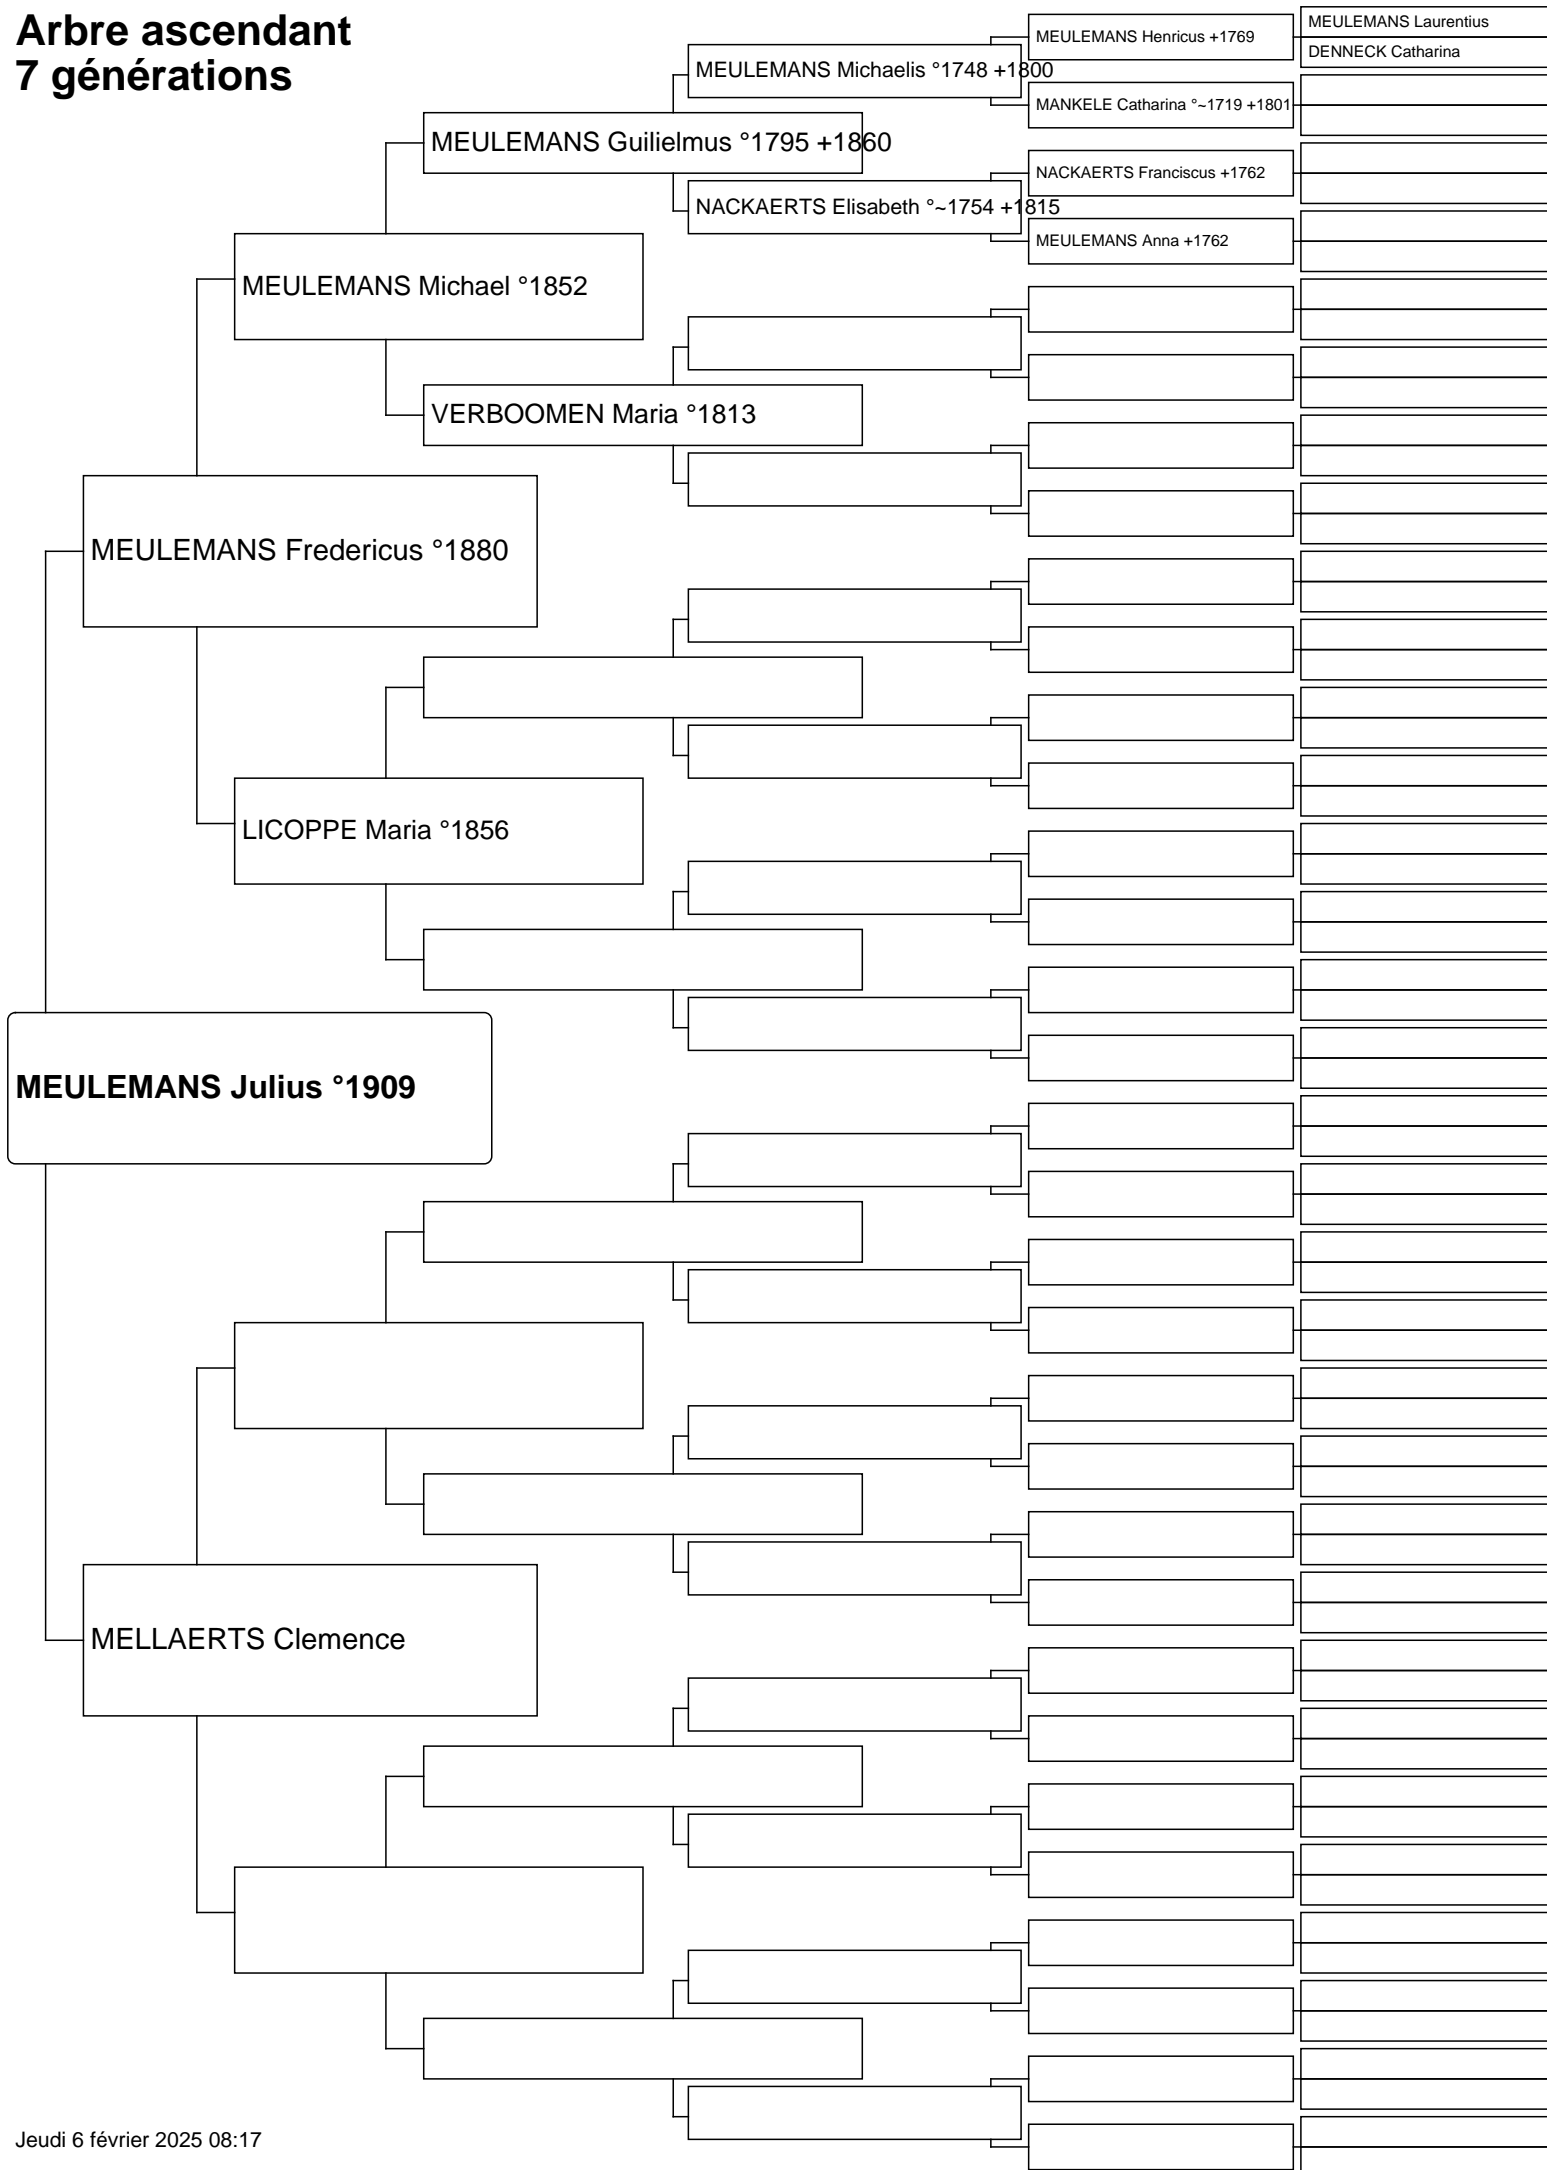 Arbre ascendant
7 générations
MEULEMANS Laurentius
MEULEMANS Henricus +1769
DENNECK Catharina
MEULEMANS Michaelis °1748 +1800
MANKELE Catharina °~1719 +1801
MEULEMANS Guilielmus °1795 +1860
NACKAERTS Franciscus +1762
NACKAERTS Elisabeth °~1754 +1815
MEULEMANS Anna +1762
MEULEMANS Michael °1852
VERBOOMEN Maria °1813
MEULEMANS Fredericus °1880
LICOPPE Maria °1856
MEULEMANS Julius °1909
MELLAERTS Clemence
Jeudi 6 février 2025 08:17